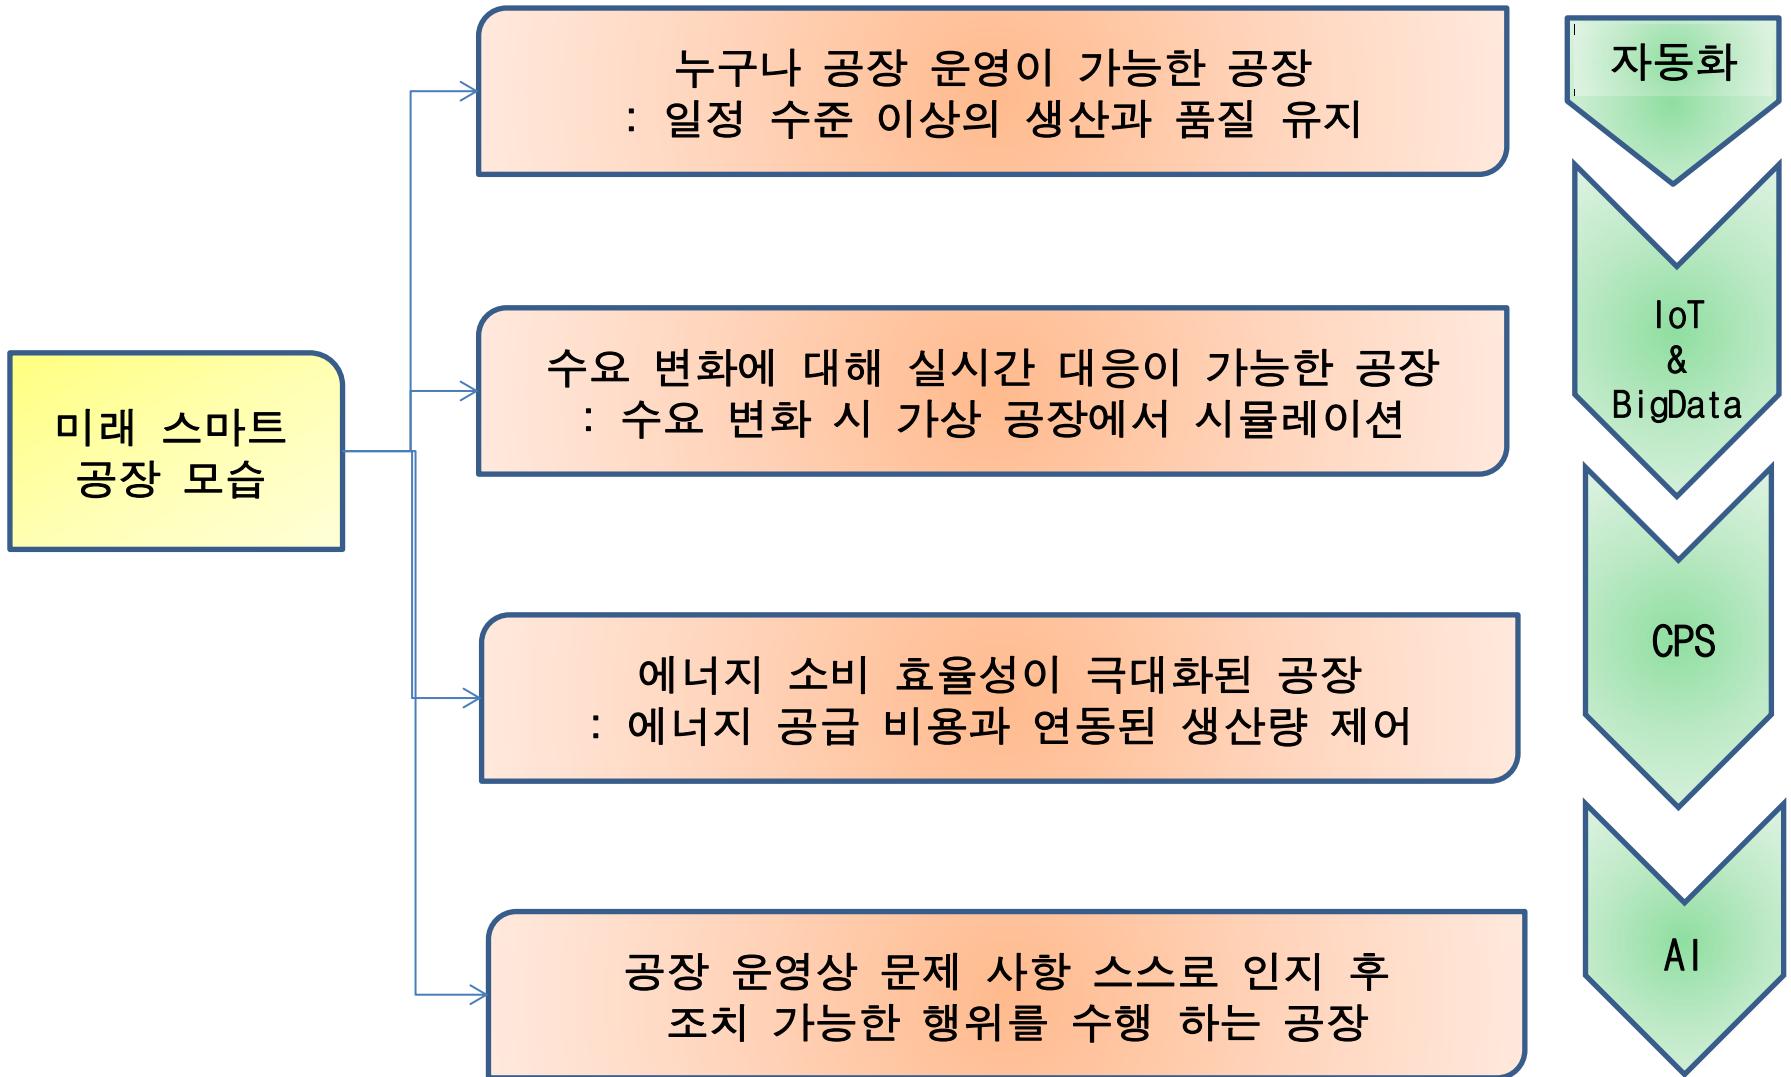 누구나 공장 운영이 가능한 공장
: 일정 수준 이상의 생산과 품질 유지
자동화
수요 변화에 대해 실시간 대응이 가능한 공장
: 수요 변화 시 가상 공장에서 시뮬레이션
IoT
&
BigData
미래 스마트
공장 모습
에너지 소비 효율성이 극대화된 공장
: 에너지 공급 비용과 연동된 생산량 제어
CPS
공장 운영상 문제 사항 스스로 인지 후
조치 가능한 행위를 수행 하는 공장
AI